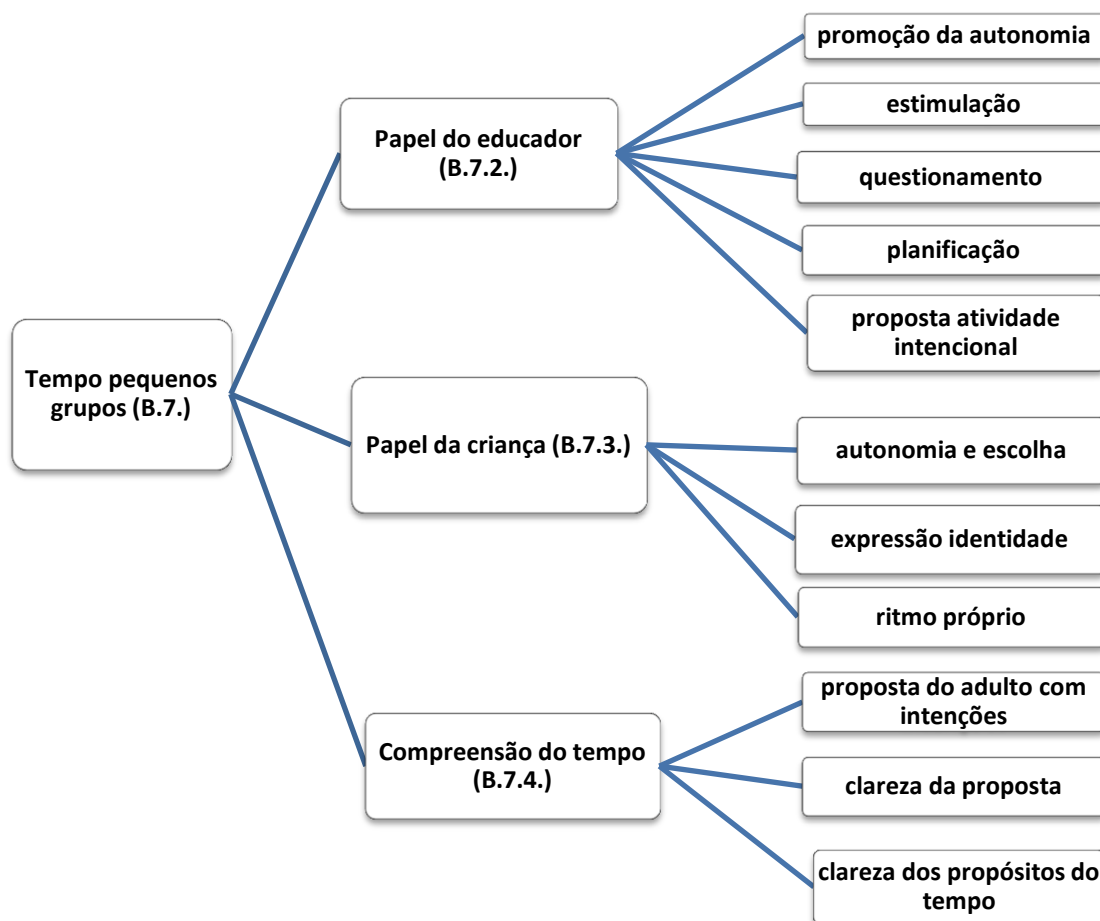 Tempo pequenos
grupos (B.7.)
Papel do educador
(B.7.2.)
promoção da autonomia
estimulação
questionamento
planificação
proposta atividade
intencional
Papel da criança (B.7.3.)
autonomia e escolha
expressão identidade
ritmo próprio
Compreensão do tempo
(B.7.4.)
proposta do adulto com
intenções
clareza da proposta
clareza dos propósitos do
tempo